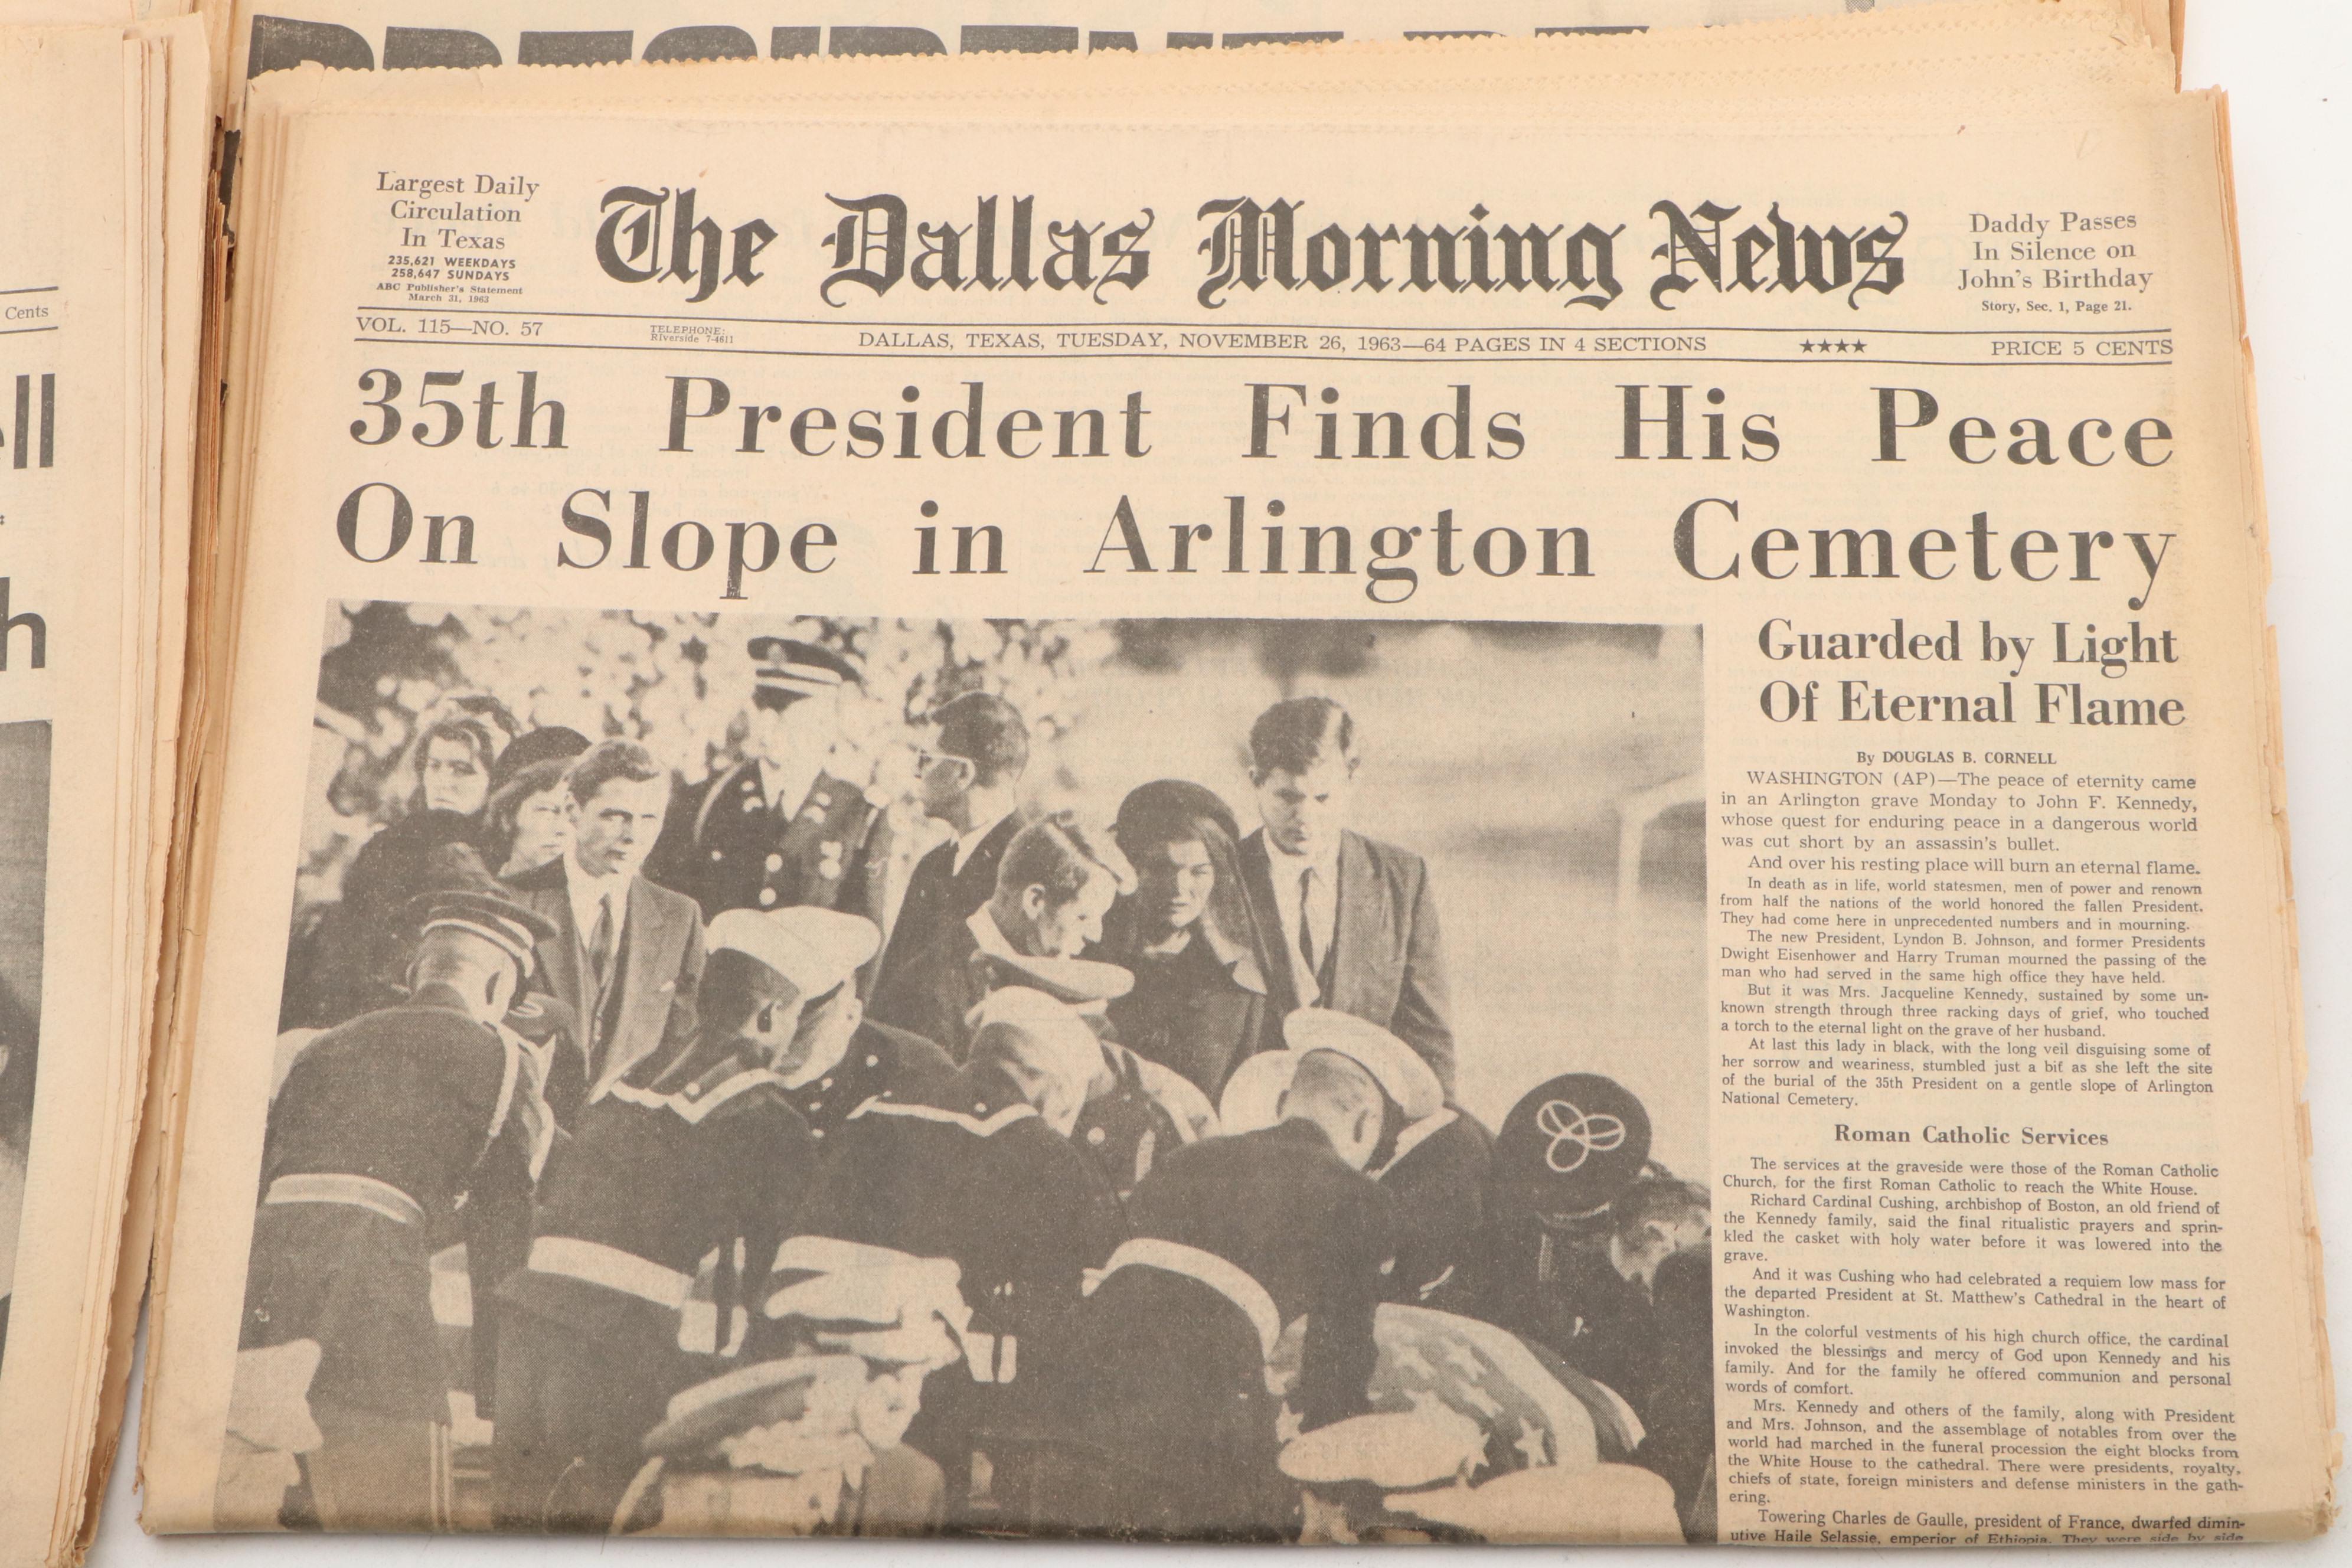 Cents
Largest Daily
Circulation
In Texas
235,621 WEEKDAYS
258,647 SUNDAYS
ABC Publisher's Statement
March 31, 1963
The Dallas Morning News
Daddy Passes
In Silence on
John's Birthday
Story, Sec. 1, Page 21.
VOL. 115—NO. 57
TELEPHONE:
RIverside 7-4611
DALLAS, TEXAS, TUESDAY, NOVEMBER 26, 1963—64 PAGES IN 4 SECTIONS
★★★★
PRICE 5 CENTS
35th President Finds His Peace
On Slope in Arlington Cemetery
Guarded by Light
Of Eternal Flame
By DOUGLAS B. CORNELL
WASHINGTON (AP)—The peace of eternity came
in an Arlington grave Monday to John F. Kennedy,
whose quest for enduring peace in a dangerous world
was cut short by an assassin's bullet.
And over his resting place will burn an eternal flame.
In death as in life, world statesmen, men of power and renown
from half the nations of the world honored the fallen President.
They had come here in unprecedented numbers and in mourning.
The new President, Lyndon B. Johnson, and former Presidents
Dwight Eisenhower and Harry Truman mourned the passing of the
man who had served in the same high office they have held.
But it was Mrs. Jacqueline Kennedy, sustained by some un-
known strength through three racking days of grief, who touched
a torch to the eternal light on the grave of her husband.
At last this lady in black, with the long veil disguising some of
her sorrow and weariness, stumbled just a bit as she left the site
of the burial of the 35th President on a gentle slope of Arlington
National Cemetery.
Roman Catholic Services
The services at the graveside were those of the Roman Catholic
Church, for the first Roman Catholic to reach the White House.
Richard Cardinal Cushing, archbishop of Boston, an old friend of
the Kennedy family, said the final ritualistic prayers and sprin-
kled the casket with holy water before it was lowered into the
grave.
And it was Cushing who had celebrated a requiem low mass for
the departed President at St. Matthew's Cathedral in the heart of
Washington.
In the colorful vestments of his high church office, the cardinal
invoked the blessings and mercy of God upon Kennedy and his
family. And for the family he offered communion and personal
words of comfort.
Mrs. Kennedy and others of the family, along with President
and Mrs. Johnson, and the assemblage of notables from over the
world had marched in the funeral procession the eight blocks from
the White House to the cathedral. There were presidents, royalty,
chiefs of state, foreign ministers and defense ministers in the gath-
ering.
Towering Charles de Gaulle, president of France, dwarfed dimin-
utive Haile Selassie, emperior of Ethiopia. They were side by side